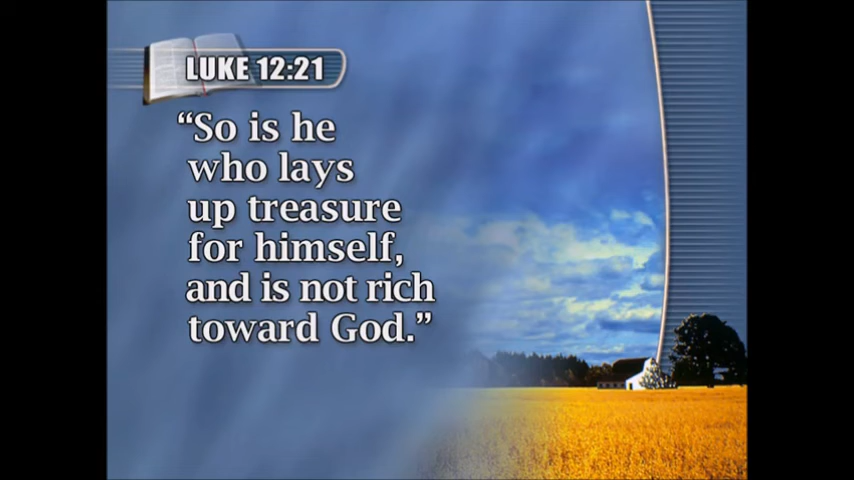 LUKE 12:21
“So is he
who lays
up treasure
for himself,
and is not rich
toward God.”